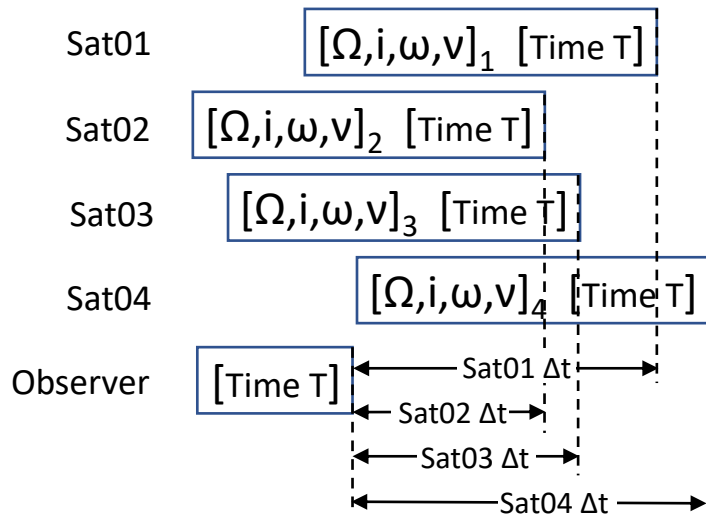 Sat01 [Ω,i,ω,ν]₁ [Time T]
Sat02 [Ω,i,ω,ν]₂ [Time T]
Sat03 [Ω,i,ω,ν]₃ [Time T]
Sat04 [Ω,i,ω,ν]₄ [Time T]
Observer [Time T] Sat01 Δt
Sat02 Δt
Sat03 Δt
Sat04 Δt